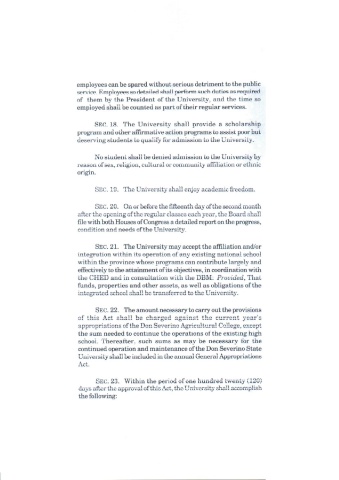 employees can be spared without serious detriment to the public
service. Employees so detailed shall perform such duties as required
of them by the President of the University, and the time so
employed shall be counted as part of their regular services.
SEC. 18. The University shall provide a scholarship
program and other affirmative action programs to assist poor but
deserving students to qualify for admission to the University.
No student shall be denied admission to the University by
reason of sex, religion, cultural or community affiliation or ethnic
origin.
SEC. 19. The University shall enjoy academic freedom.
SEC. 20. On or before the fifteenth day of the second month
after the opening of the regular classes each year, the Board shall
file with both Houses of Congress a detailed report on the progress,
condition and needs of the University.
SEC. 21. The University may accept the affiliation and/or
integration within its operation of any existing national school
within the province whose programs can contribute largely and
effectively to the attainment of its objectives, in coordination with
the CHED and in consultation with the DBM: Provided, That
funds, properties and other assets, as well as obligations of the
integrated school shall be transferred to the University.
SEC. 22. The amount necessary to carry out the provisions
of this Act shall be charged against the current year's
appropriations of the Don Severino Agricultural College, except
the sum needed to continue the operations of the existing high
school. Thereafter, such sums as may be necessary for the
continued operation and maintenance of the Don Severino State
University shall be included in the annual General Appropriations
Act.
SEC. 23. Within the period of one hundred twenty (120)
days after the approval of this Act, the University shall accomplish
the following: